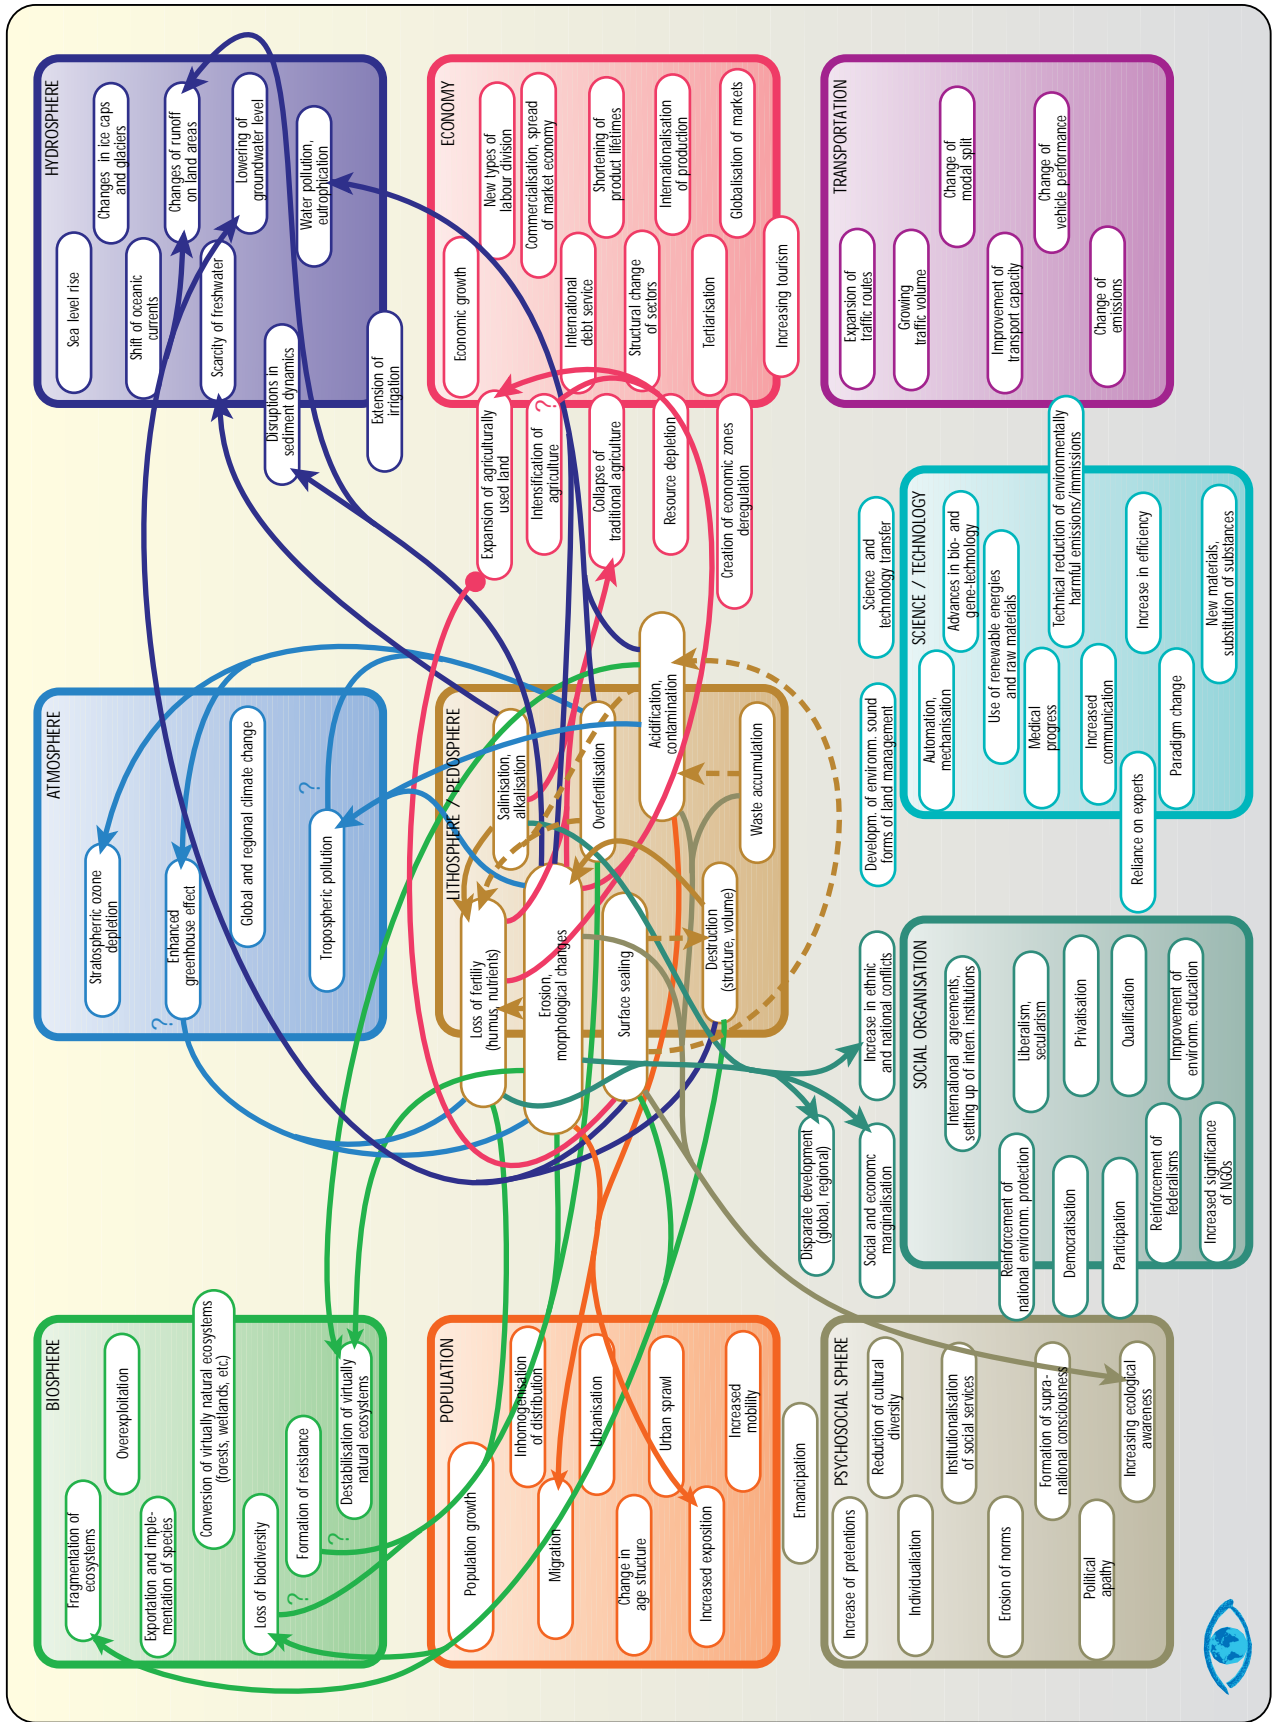 BIOSPHERE
Fragmentation of
ecosystems
Overexploitation
Exportation and imple-
mentation of species
Conversion of virtually natural ecosystems
(forests, wetlands, etc.)
Loss of biodiversity
Formation of resistance
Destabilisation of virtually
natural ecosystems
?
?
ATMOSPHERE
Stratospherric ozone
depletion
Enhanced
greenhouse effect
Global and regional climate change
Tropospheric pollution
?
?
HYDROSPHERE
Sea level rise
Changes in ice caps
and glaciers
Shift of oceanic
currents
Changes of runoff
on land areas
Scarcity of freshwater
Lowering of
groundwater level
Disruptions in
sediment dynamics
Water pollution,
eutrophication
Extension of
irrigation
POPULATION
Population growth
Inhomogenisation
of distribution
Migration
Urbanisation
Change in
age structure
Urban sprawl
Increased exposition
Increased
mobility
LITHOSPHERE / PEDOSPHERE
Loss of fertility
(humus, nutrients)
Salinisation,
alkalisation
Erosion,
morphological changes
Overfertilisation
Surface sealing
Acidification,
contamination
Destruction
(structure, volume)
Waste accumulation
ECONOMY
Economic growth
New types of
labour division
Commercialisation, spread
of market economy
Expansion of agriculturally
used land
Intensification of
agriculture
?
International
debt service
Shortening of
product lifetimes
Collapse of
traditional agriculture
Structural change
of sectors
Internationalisation
of production
Resource depletion
Tertiarisation
Globalisation of markets
Creation of economic zones
deregulation
Increasing tourism
PSYCHOSOCIAL SPHERE
Emancipation
Increase of pretentions
Reduction of cultural
diversity
Individualiation
Institutionalisation
of social services
Erosion of norms
Formation of supra-
national consciousness
Political
apathy
Increasing ecological
awareness
SOCIAL ORGANISATION
Disparate development
(global, regional)
Social and economc
marginalisation
Increase in ethnic
and national conflicts
International agreements,
setting up of intern. institutions
Reinforcement of
national environm. protection
Liberalism,
secularism
Democratisation
Privalisation
Participation
Qualification
Reinforcement of
federalisms
Improvement of
environm. education
Increased significance
of NGOs
SCIENCE / TECHNOLOGY
Developm. of environm. sound
forms of land management
Science and
technology transfer
Automation,
mechanisation
Advances in bio- and
gene-technology
Use of renewable energies
and raw materials
Medical
progress
Technical reduction of environmentally
harmful emissions/immissions
Increased
communication
Reliance on experts
Increase in efficiency
Paradigm change
New materials,
substitution of substances
TRANSPORTATION
Expansion of
traffic routes
Growing
traffic volume
Change of
modal split
Improvement of
transport capacity
Change of
vehicle performance
Change of
emissions